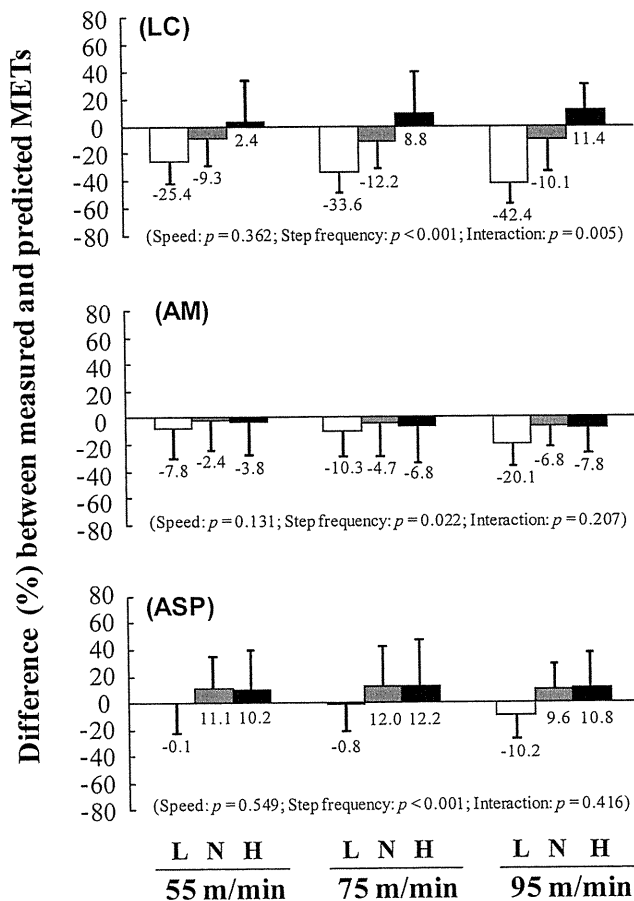 Difference (%) between measured and predicted METs
(LC)
80
60
40
20
0
-20
-40
-60
-80
-25.4 -9.3 2.4 -33.6 -12.2 8.8 -42.4 -10.1 11.4
(Speed: p = 0.362; Step frequency: p < 0.001; Interaction: p = 0.005)
(AM)
80
60
40
20
0
-20
-40
-60
-80
-7.8 -2.4 -3.8 -10.3 -4.7 -6.8 -20.1 -6.8 -7.8
(Speed: p = 0.131; Step frequency: p = 0.022; Interaction: p = 0.207)
(ASP)
80
60
40
20
0
-20
-40
-60
-80
-0.1 11.1 10.2 -0.8 12.0 12.2 -10.2 9.6 10.8
(Speed: p = 0.549; Step frequency: p < 0.001; Interaction: p = 0.416)
L N H L N H L N H
55 m/min 75 m/min 95 m/min